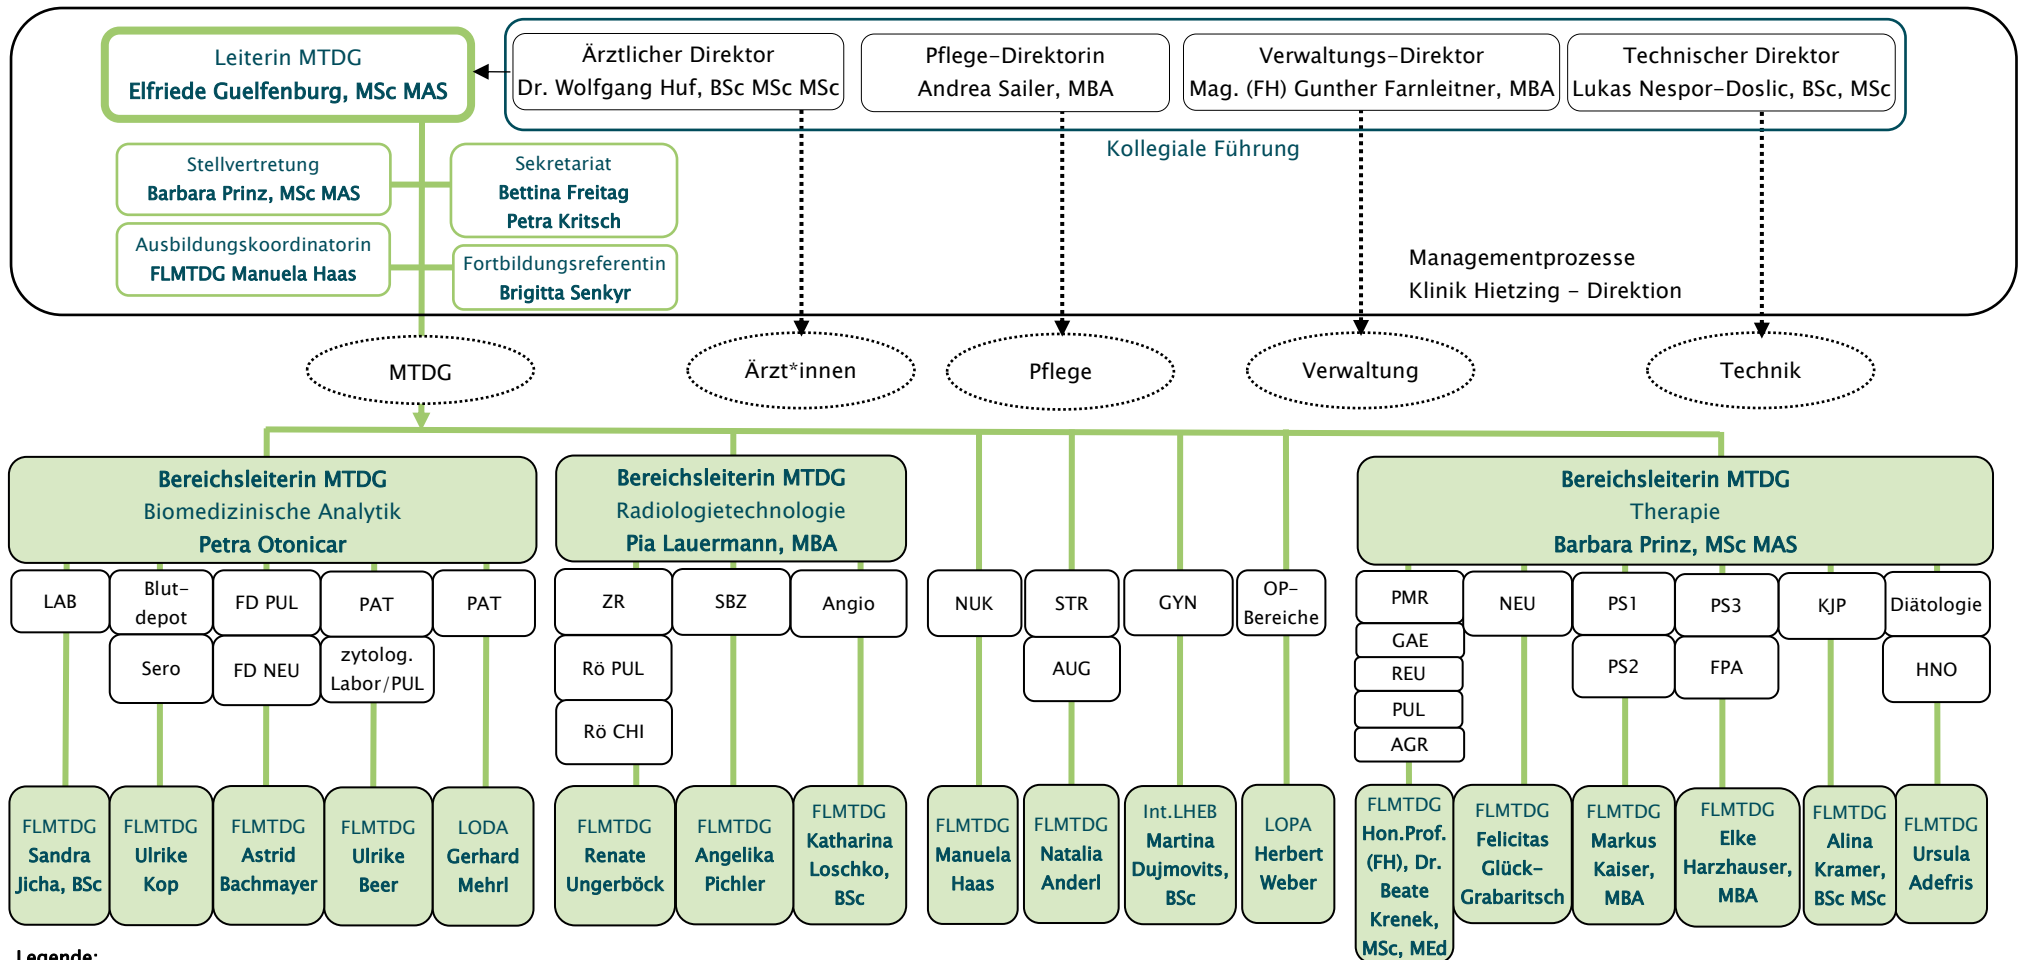 Leiterin MTDG
Elfriede Guelfenburg, MSc MAS
Ärztlicher Direktor
Dr. Wolfgang Huf, BSc MSc MSc
Pflege-Direktorin
Andrea Sailer, MBA
Verwaltungs-Direktor
Mag. (FH) Gunther Farnleitner, MBA
Technischer Direktor
Lukas Nespor-Doslic, BSc, MSc
Kollegiale Führung
Stellvertretung
Barbara Prinz, MSc MAS
Sekretariat
Bettina Freitag
Petra Kritsch
Ausbildungskoordinatorin
FLMTDG Manuela Haas
Fortbildungsreferentin
Brigitta Senkyr
Managementprozesse
Klinik Hietzing - Direktion
MTDG
Ärzt*innen
Pflege
Verwaltung
Technik
Bereichsleiterin MTDG
Biomedizinische Analytik
Petra Otonicar
Bereichsleiterin MTDG
Radiologietechnologie
Pia Lauermann, MBA
Bereichsleiterin MTDG
Therapie
Barbara Prinz, MSc MAS
LAB
Blut-
depot
Sero
FD PUL
FD NEU
PAT
zytolog.
Labor/PUL
PAT
ZR
Rö PUL
Rö CHI
SBZ
Angio
NUK
STR
AUG
GYN
OP-
Bereiche
PMR
GAE
REU
PUL
AGR
NEU
PS1
PS2
PS3
FPA
KJP
Diätologie
HNO
FLMTDG
Sandra
Jicha, BSc
FLMTDG
Ulrike
Kop
FLMTDG
Astrid
Bachmayer
FLMTDG
Ulrike
Beer
LODA
Gerhard
Mehrl
FLMTDG
Renate
Ungerböck
FLMTDG
Angelika
Pichler
FLMTDG
Katharina
Loschko,
BSc
FLMTDG
Manuela
Haas
FLMTDG
Natalia
Anderl
Int.LHEB
Martina
Dujmovits,
BSc
LOPA
Herbert
Weber
FLMTDG
Hon.Prof.
(FH), Dr.
Beate
Krenek,
MSc, MEd
FLMTDG
Felicitas
Glück-
Grabaritsch
FLMTDG
Markus
Kaiser,
MBA
FLMTDG
Elke
Harzhauser,
MBA
FLMTDG
Alina
Kramer,
BSc MSc
FLMTDG
Ursula
Adefris
Legende: